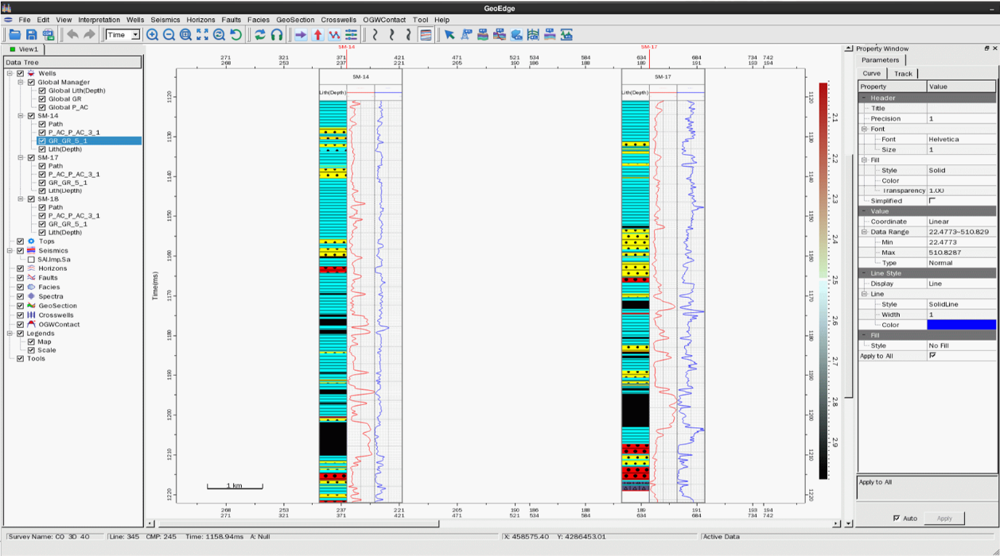 GeoEdge
File Edit View Interpretation Wells Seismics Horizons Faults Facies GeoSection Crosswells OGWContact Tool Help
Time
View1
Data Tree
Wells
Global Manager
Global Lith(Depth)
Global GR
Global P_AC
SM-14
Path
P_AC_P_AC_3_1
GR_GR_5_1
Lith(Depth)
SM-17
Path
P_AC_P_AC_3_1
GR_GR_5_1
Lith(Depth)
SM-18
Path
P_AC_P_AC_3_1
GR_GR_5_1
Lith(Depth)
Tops
Seismics
SAI.Imp.Sa
Horizons
Faults
Facies
Spectra
GeoSection
Crosswells
OGWContact
Legends
Map
Scale
Tools
SM-14 SM-17
271 321 371 421 471 521 534 584 634 684 734 742
253 253 237 221 205 190 186 188 189 191 193 194
SM-14 SM-17
Lith(Depth) Lith(Depth)
Time(ms)
1120 1130 1140 1150 1160 1170 1180 1190 1200 1210 1220
1120 1130 1140 1150 1160 1170 1180 1190 1200 1210 1220
2.1 2.2 2.3 2.4 2.5 2.6 2.7 2.8 2.9
1 km
268 253 237 221 205 190 186 188 189 191 193 194
271 321 371 421 471 521 534 584 634 684 734 742
Property Window
Parameters
Curve Track
Property Value
Header
Title
Precision 1
Font
Font Helvetica
Size 1
Fill
Style Solid
Color
Transparency 1.00
Simplified
Value
Coordinate Linear
Data Range 22.4773~510.829
Min 22.4773
Max 510.8287
Type Normal
Line Style
Display Line
Line
Style SolidLine
Width 1
Color
Fill
Style No Fill
Apply to All
Apply to All
Auto Apply
Survey Name: CO_3D_40 Line: 345 CMP: 245 Time: 1158.94ms A: Null X: 458575.40 Y: 4286453.01 Active Data